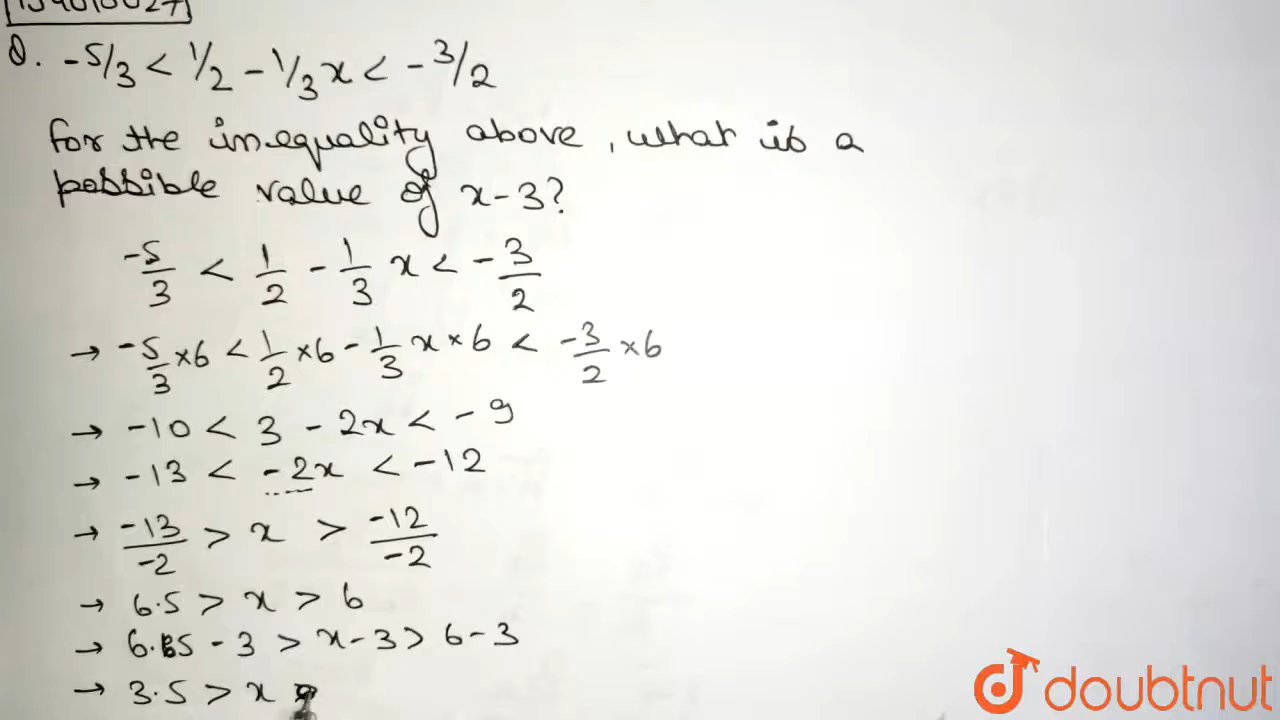 Q. -5/3 < 1/2 - 1/3 x < -3/2
for the inequality above, what is a
possible value of x-3?
-5/3 < 1/2 - 1/3 x < -3/2
→ -5/3 × 6 < 1/2 × 6 - 1/3 x × 6 < -3/2 × 6
→ -10 < 3 - 2x < -9
→ -13 < -2x < -12
→ -13/-2 > x > -12/-2
→ 6.5 > x > 6
→ 6.5 - 3 > x - 3 > 6 - 3
→ 3.5 > x
doubtnut